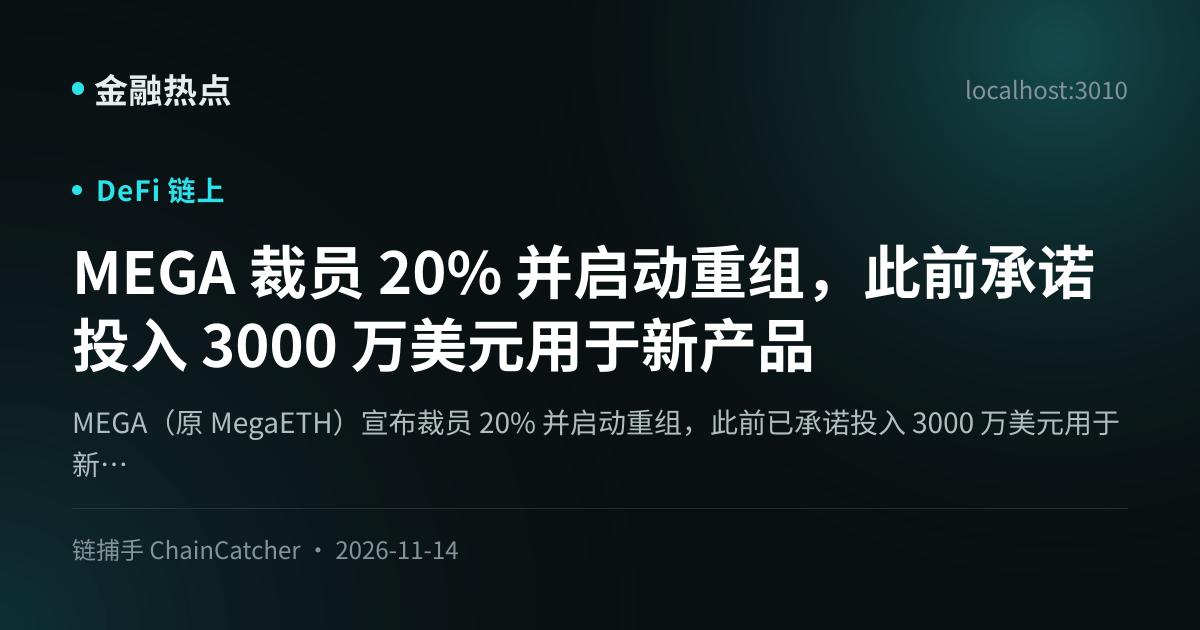 金融热点
localhost:3010
DeFi 链上
MEGA 裁员 20% 并启动重组，此前承诺
投入 3000 万美元用于新产品
MEGA（原 MegaETH）宣布裁员 20% 并启动重组，此前已承诺投入 3000 万美元用于
新…
链捕手 ChainCatcher · 2026-11-14